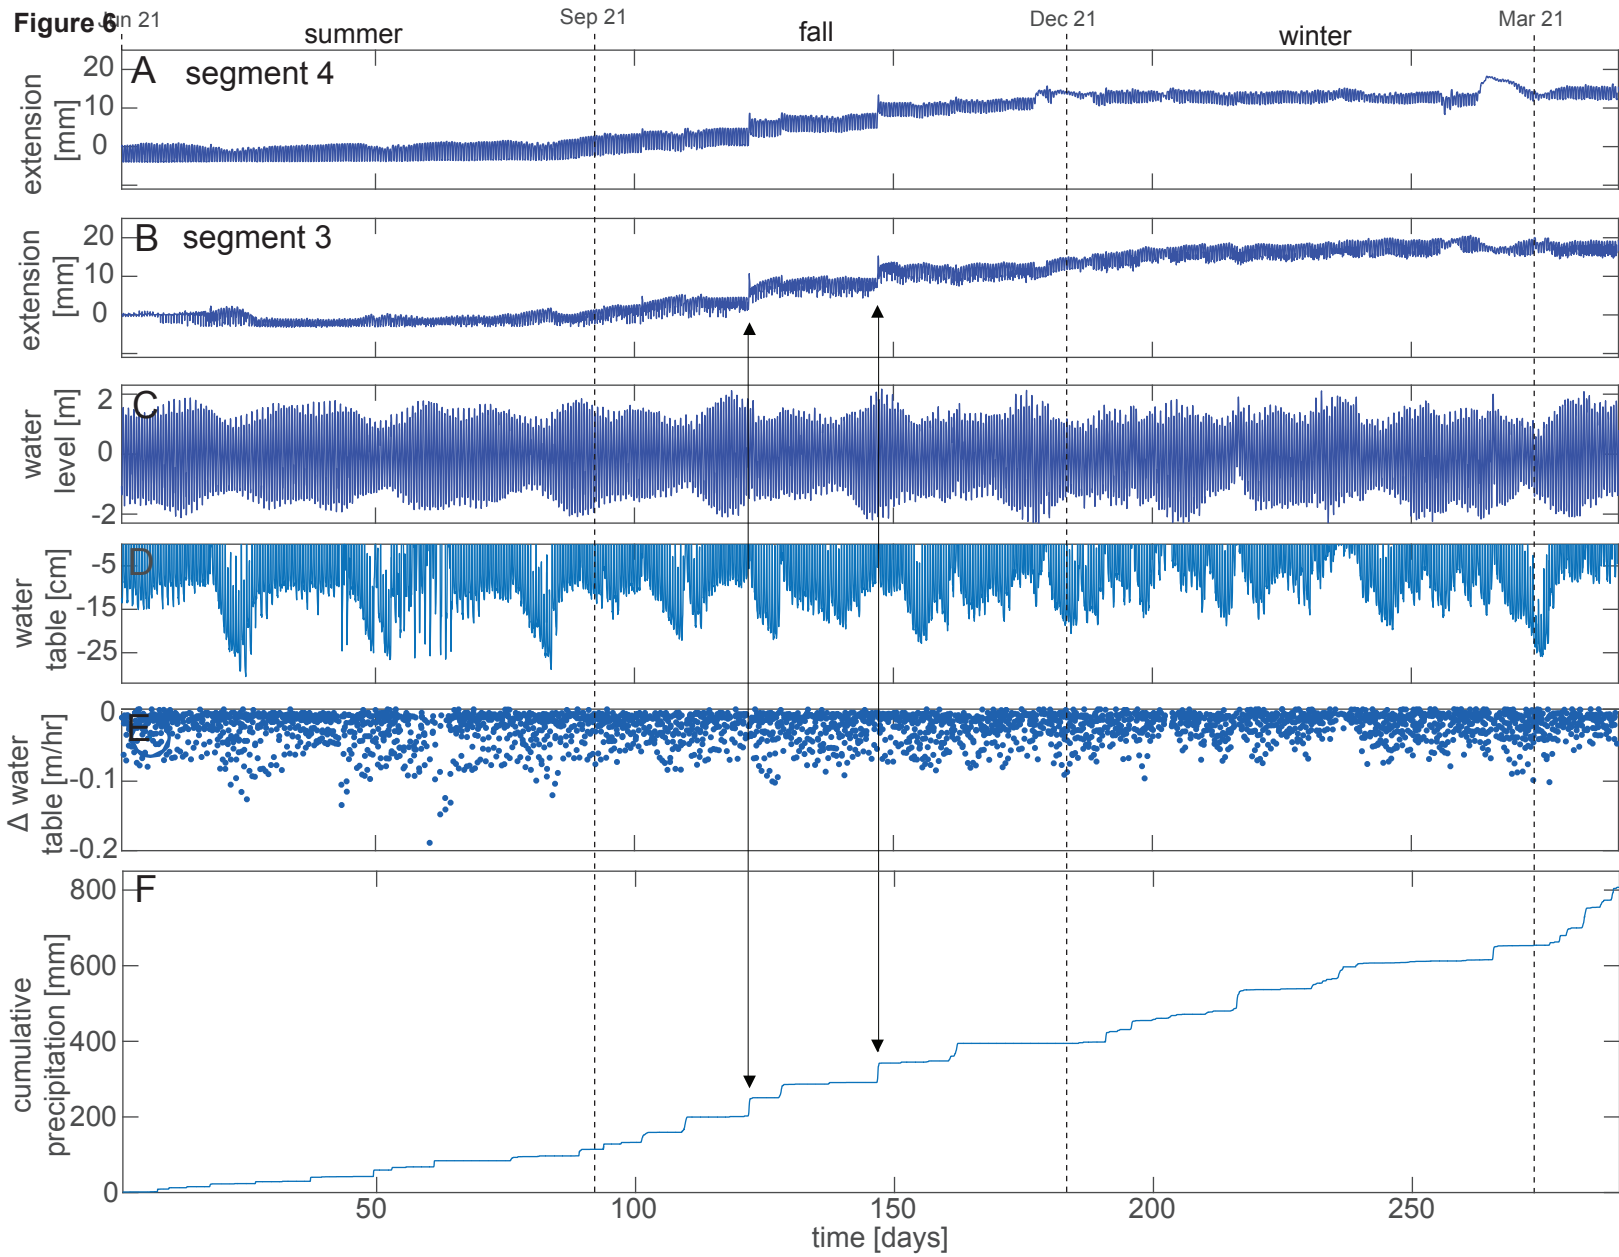 Figure 6
Jun 21
Sep 21
Dec 21
Mar 21
summer
fall
winter
A
segment 4
20
10
0
extension
[mm]
B
segment 3
20
10
0
extension
[mm]
C
2
0
-2
water
level [m]
D
-5
-15
-25
water
table [cm]
E
0
-0.1
-0.2
Δ water
table [m/hr]
F
800
600
400
200
0
cumulative
precipitation [mm]
50
100
150
200
250
time [days]